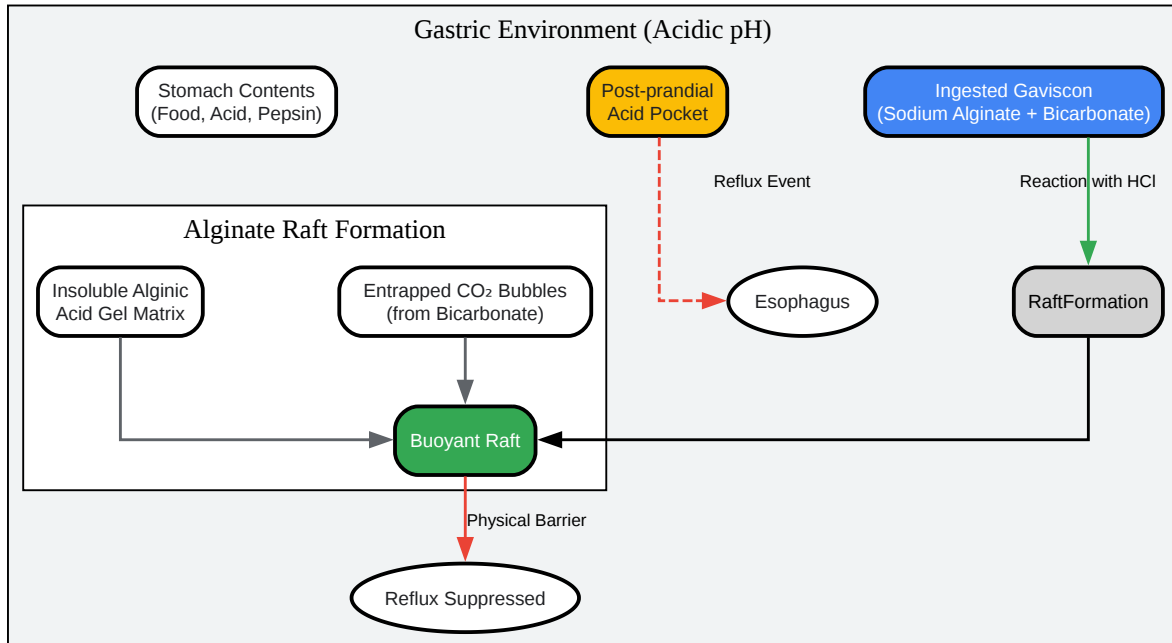 Gastric Environment (Acidic pH)
Stomach Contents
(Food, Acid, Pepsin)
Post-prandial
Acid Pocket
Ingested Gaviscon
(Sodium Alginate + Bicarbonate)
Reflux Event
Reaction with HCl
Alginate Raft Formation
Insoluble Alginic
Acid Gel Matrix
Entrapped CO₂ Bubbles
(from Bicarbonate)
Esophagus
RaftFormation
Buoyant Raft
Physical Barrier
Reflux Suppressed